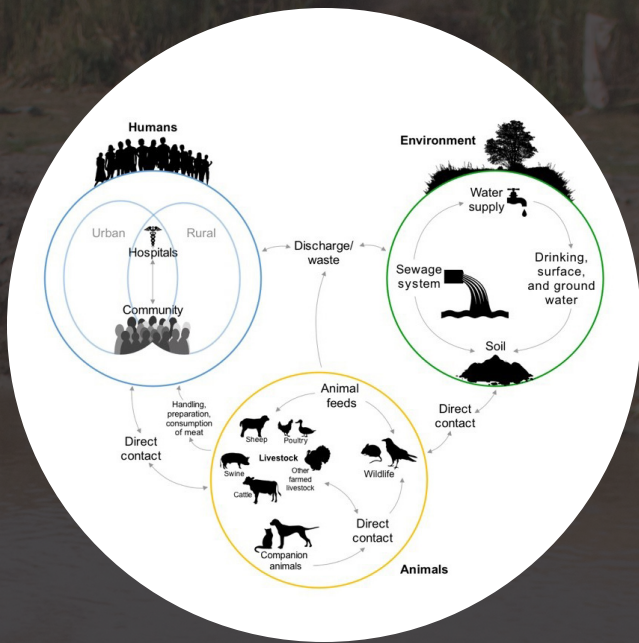 Humans
Urban
Rural
Hospitals
Community
Environment
Water
supply
Sewage
system
Drinking,
surface,
and ground
water
Soil
Discharge/
waste
Direct
contact
Handling,
preparation,
consumption
of meat
Direct
contact
Animal
feeds
Sheep
Poultry
Livestock
Swine
Other
farmed
livestock
Cattle
Wildlife
Direct
contact
Companion
animals
Animals